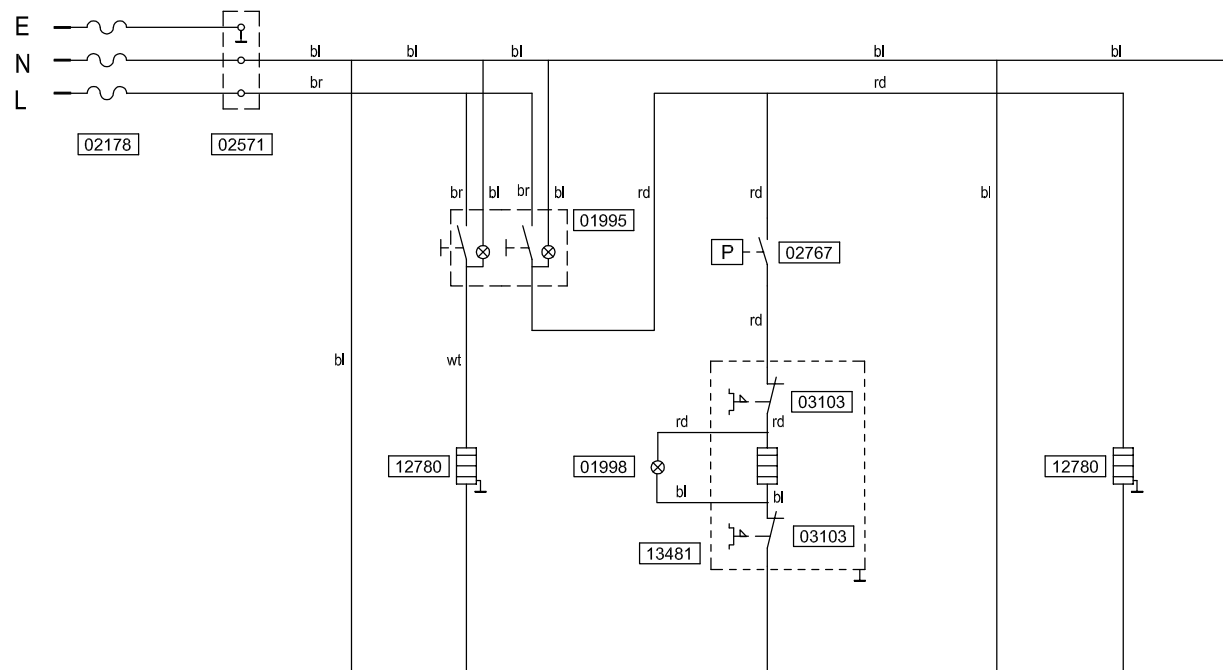 E
N
L
bl bl bl bl bl
br rd
02178 02571
br bl br bl rd rd bl
01995
P 02767
rd
bl wt
03103
rd rd
12780 01998 12780
bl bl
03103
13481